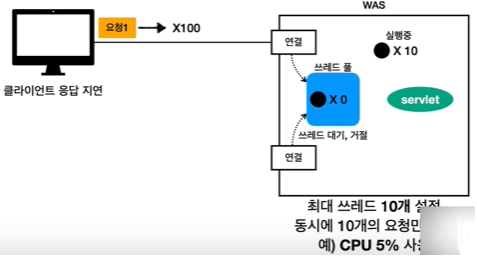 WAS
요청1
X100
연결
실행중
X 10
클라이언트 응답 지연
쓰레드 풀
X 0
servlet
쓰레드 대기, 거절
연결
최대 쓰레드 10개 설정
동시에 10개의 요청만
예) CPU 5%